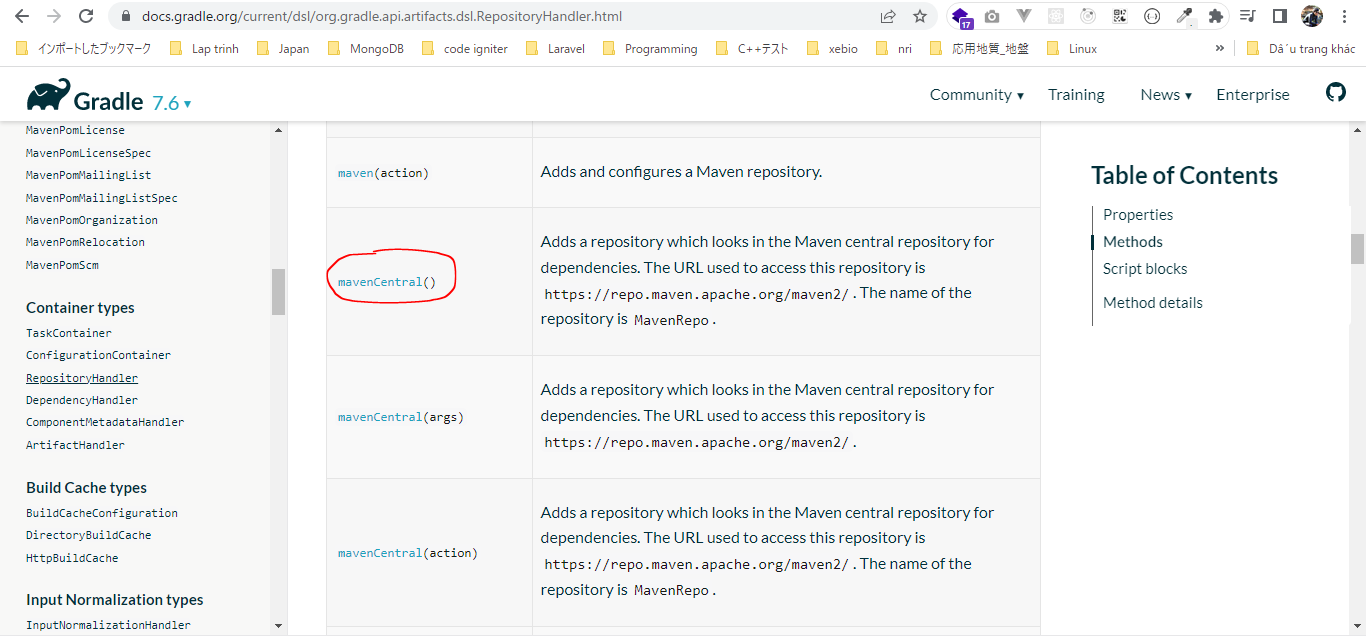 docs.gradle.org/current/dsl/org.gradle.api.artifacts.dsl.RepositoryHandler.html
17
インポートしたブックマーク
Lap trinh
Japan
MongoDB
code igniter
Laravel
Programming
C++テスト
xebio
nri
応用地質_地盤
Linux
»
Dấu trang khác
Gradle 7.6 ▾
Community ▾
Training
News ▾
Enterprise
MavenPomLicense
MavenPomLicenseSpec
MavenPomMailingList
MavenPomMailingListSpec
MavenPomOrganization
MavenPomRelocation
MavenPomScm
Container types
TaskContainer
ConfigurationContainer
RepositoryHandler
DependencyHandler
ComponentMetadataHandler
ArtifactHandler
Build Cache types
BuildCacheConfiguration
DirectoryBuildCache
HttpBuildCache
Input Normalization types
InputNormalizationHandler
maven(action)
Adds and configures a Maven repository.
mavenCentral()
Adds a repository which looks in the Maven central repository for
dependencies. The URL used to access this repository is
https://repo.maven.apache.org/maven2/ . The name of the
repository is MavenRepo .
mavenCentral(args)
Adds a repository which looks in the Maven central repository for
dependencies. The URL used to access this repository is
https://repo.maven.apache.org/maven2/ .
mavenCentral(action)
Adds a repository which looks in the Maven central repository for
dependencies. The URL used to access this repository is
https://repo.maven.apache.org/maven2/ . The name of the
repository is MavenRepo .
Table of Contents
Properties
Methods
Script blocks
Method details